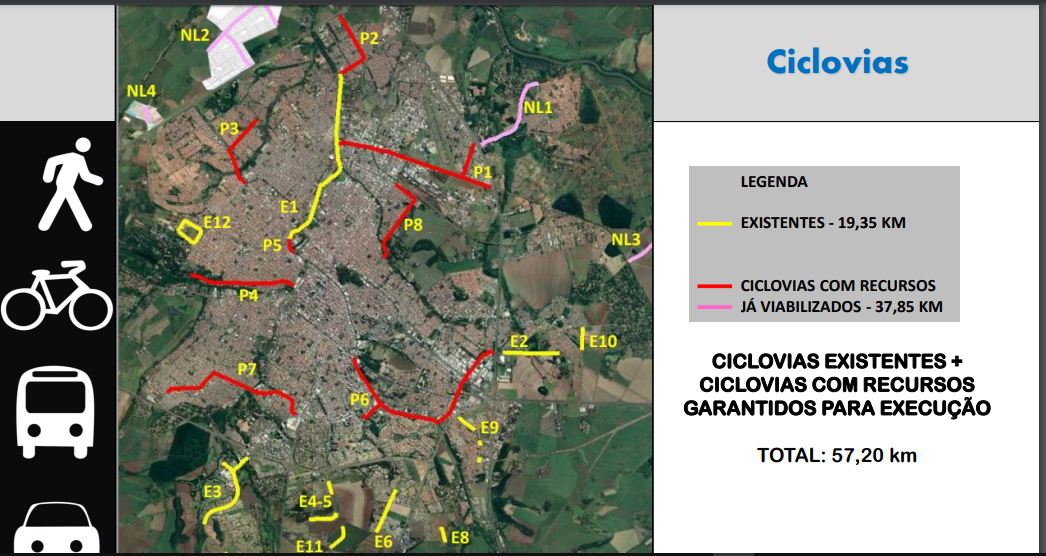 Ciclovias
NL2
P2
NL4
NL1
P3
P1
E1
E12
P8
P5
NL3
P4
E2
E10
P7
P6
E9
E3
E4-5
E11
E6
E8
LEGENDA
EXISTENTES - 19,35 KM
CICLOVIAS COM RECURSOS
JÁ VIABILIZADOS - 37,85 KM
CICLOVIAS EXISTENTES +
CICLOVIAS COM RECURSOS
GARANTIDOS PARA EXECUÇÃO
TOTAL: 57,20 km